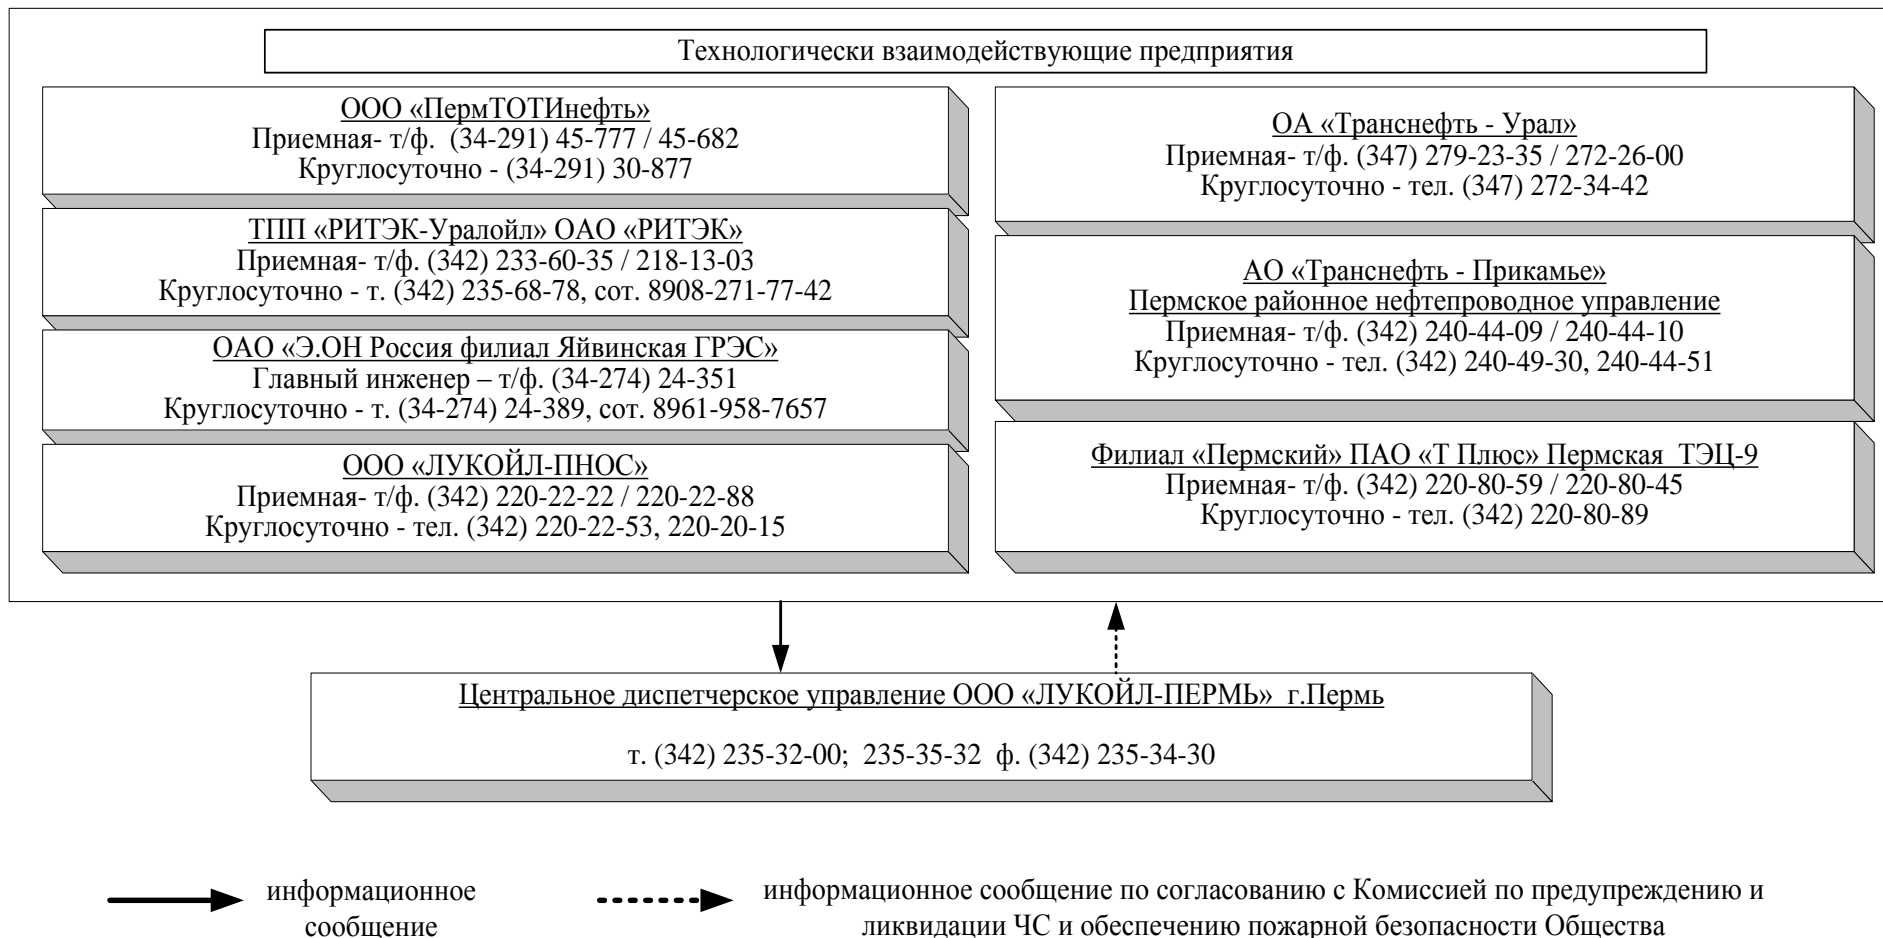 Технологически взаимодействующие предприятия
ООО «ПермТОТИнефть»
Приемная- т/ф. (34-291) 45-777 / 45-682
Круглосуточно - (34-291) 30-877
ТПП «РИТЭК-Уралойл» ОАО «РИТЭК»
Приемная- т/ф. (342) 233-60-35 / 218-13-03
Круглосуточно - т. (342) 235-68-78, сот. 8908-271-77-42
ОАО «Э.ОН Россия филиал Яйвинская ГРЭС»
Главный инженер – т/ф. (34-274) 24-351
Круглосуточно - т. (34-274) 24-389, сот. 8961-958-7657
ООО «ЛУКОЙЛ-ПНОС»
Приемная- т/ф. (342) 220-22-22 / 220-22-88
Круглосуточно - тел. (342) 220-22-53, 220-20-15
ОА «Транснефть - Урал»
Приемная- т/ф. (347) 279-23-35 / 272-26-00
Круглосуточно - тел. (347) 272-34-42
АО «Транснефть - Прикамье»
Пермское районное нефтепроводное управление
Приемная- т/ф. (342) 240-44-09 / 240-44-10
Круглосуточно - тел. (342) 240-49-30, 240-44-51
Филиал «Пермский» ПАО «Т Плюс» Пермская ТЭЦ-9
Приемная- т/ф. (342) 220-80-59 / 220-80-45
Круглосуточно - тел. (342) 220-80-89
Центральное диспетчерское управление ООО «ЛУКОЙЛ-ПЕРМЬ» г.Пермь
т. (342) 235-32-00; 235-35-32 ф. (342) 235-34-30
информационное
сообщение
информационное сообщение по согласованию с Комиссией по предупреждению и
ликвидации ЧС и обеспечению пожарной безопасности Общества